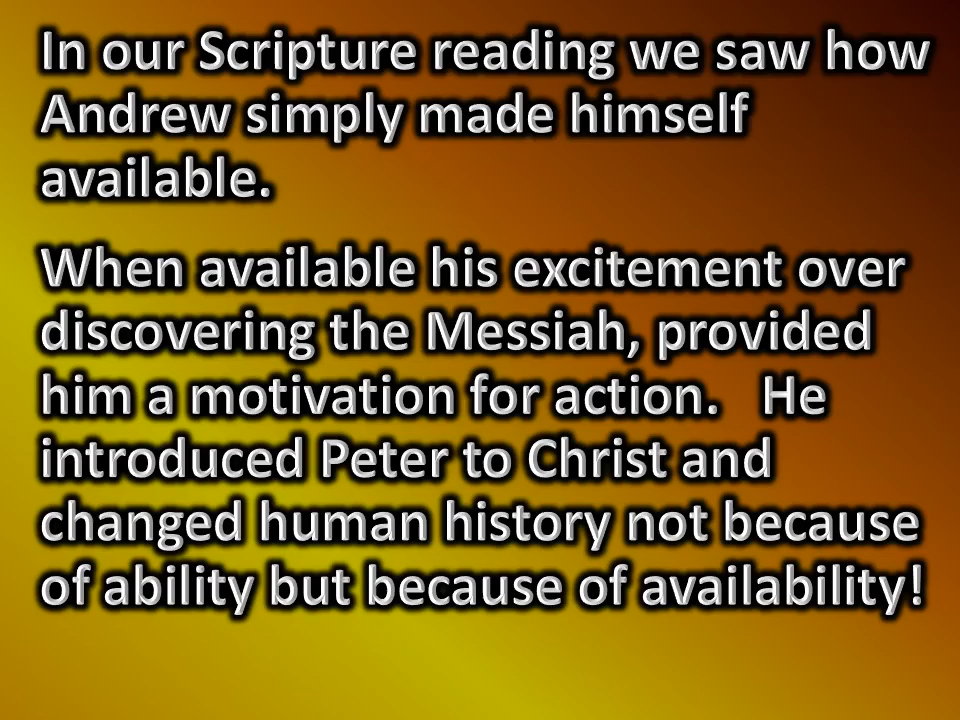 In our Scripture reading we saw how
Andrew simply made himself
available.
When available his excitement over
discovering the Messiah, provided
him a motivation for action.   He
introduced Peter to Christ and
changed human history not because
of ability but because of availability!